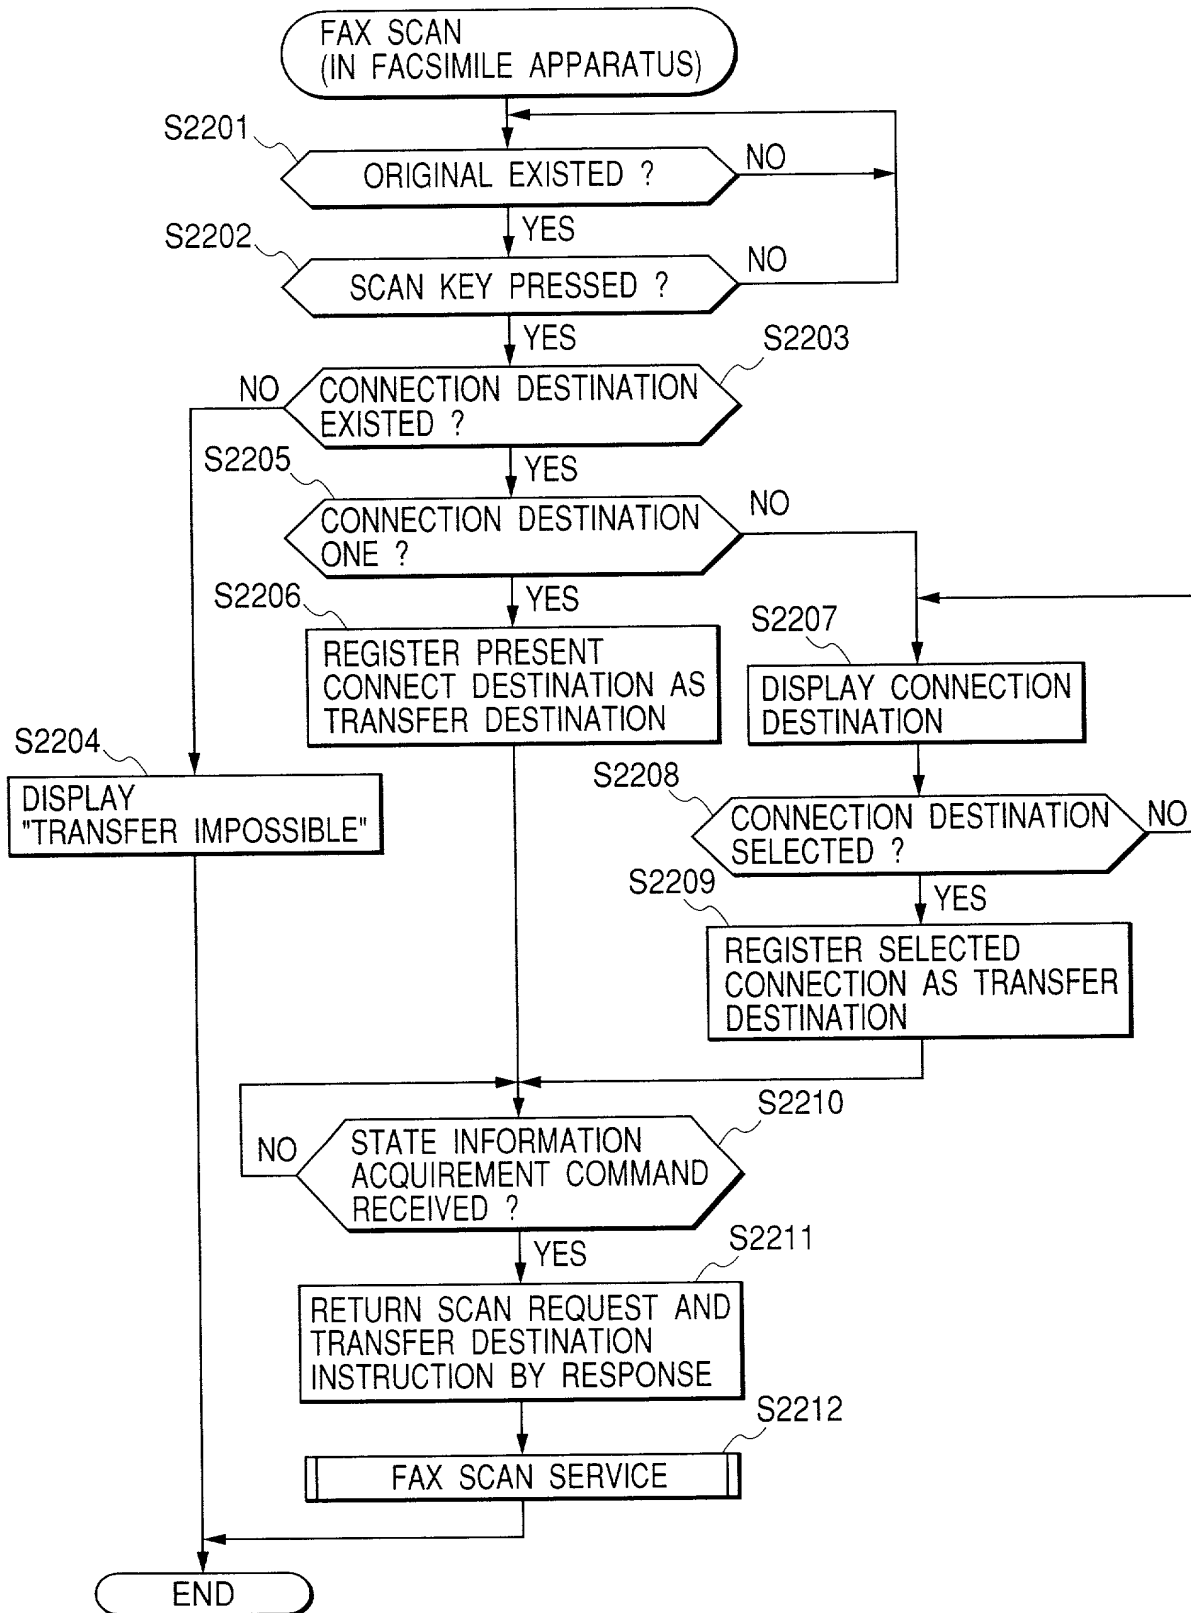 FAX SCAN
(IN FACSIMILE APPARATUS)
S2201
ORIGINAL EXISTED ?
NO
YES
S2202
SCAN KEY PRESSED ?
NO
YES
S2203
NO
CONNECTION DESTINATION
EXISTED ?
YES
S2205
CONNECTION DESTINATION
ONE ?
NO
YES
S2206
REGISTER PRESENT
CONNECT DESTINATION AS
TRANSFER DESTINATION
S2207
DISPLAY CONNECTION
DESTINATION
S2204
DISPLAY
"TRANSFER IMPOSSIBLE"
S2208
CONNECTION DESTINATION
SELECTED ?
NO
YES
S2209
REGISTER SELECTED
CONNECTION AS TRANSFER
DESTINATION
S2210
NO
STATE INFORMATION
ACQUIREMENT COMMAND
RECEIVED ?
YES
S2211
RETURN SCAN REQUEST AND
TRANSFER DESTINATION
INSTRUCTION BY RESPONSE
S2212
FAX SCAN SERVICE
END